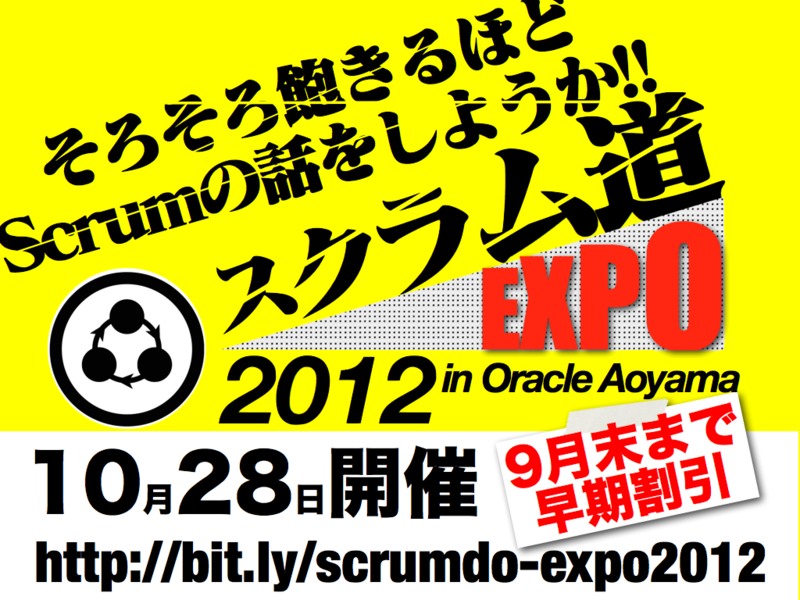 そろそろ飽きるほど
Scrumの話をしようか!!
スクラム道
EXPO
2012 in Oracle Aoyama
10月28日開催
9月末まで
早期割引
http://bit.ly/scrumdo-expo2012